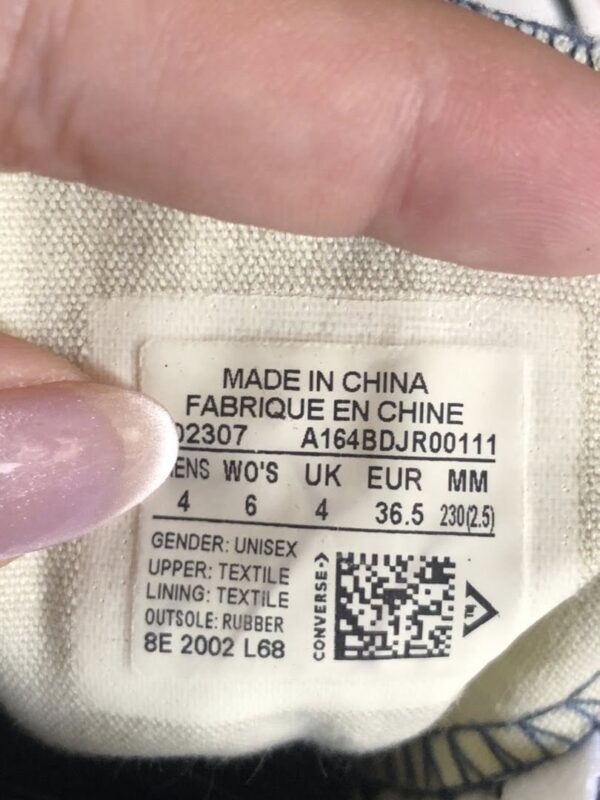 MADE IN CHINA
FABRIQUE EN CHINE
A164BDJR00111
WO'S UK EUR MM
4 6 4 36.5 230(2.5)
GENDER: UNISEX
UPPER: TEXTILE
LINING: TEXTILE
OUTSOLE: RUBBER
8E 2002 L68
CONVERSE
TM